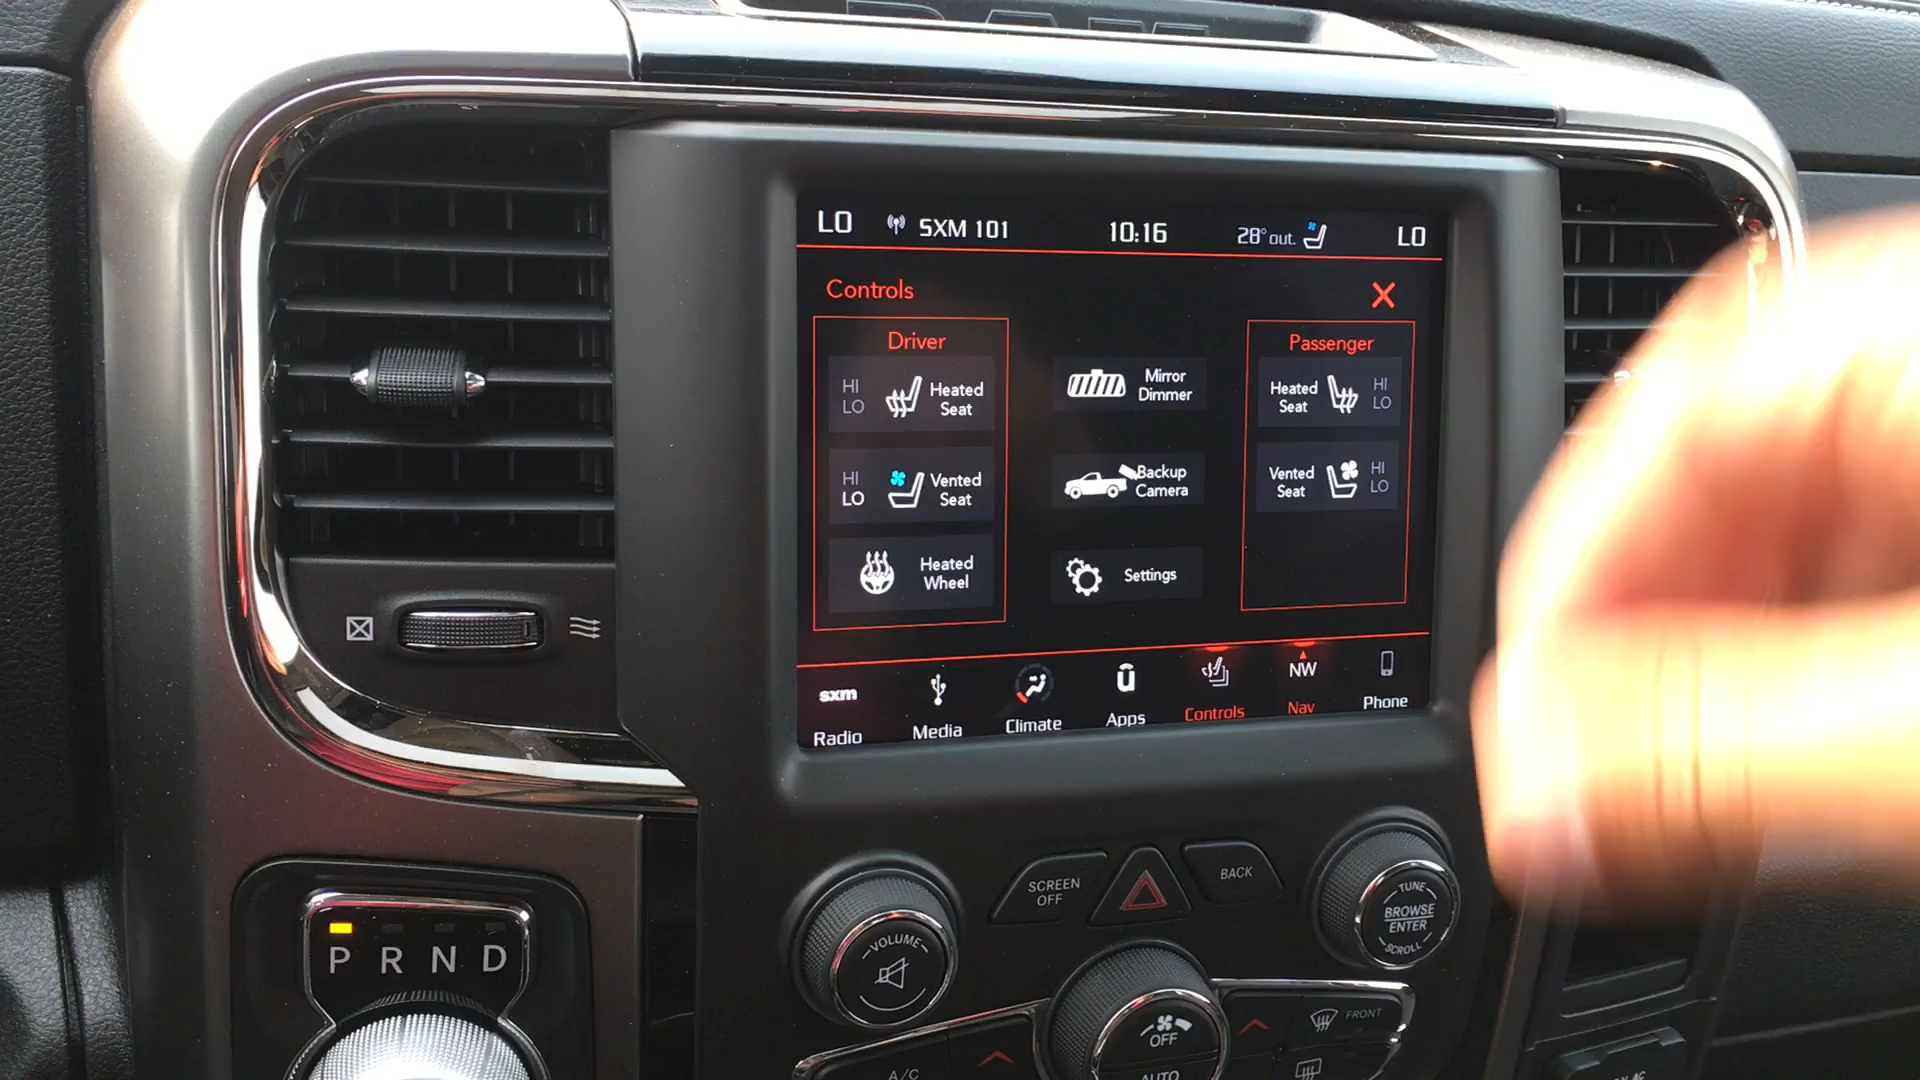 LO SXM 101 10:16 28° out. LO
Controls X
Driver
HI
LO
Heated
Seat
HI
LO
Vented
Seat
Heated
Wheel
Mirror
Dimmer
Backup
Camera
Settings
Passenger
Heated
Seat
HI
LO
Vented
Seat
HI
LO
sxm
Radio
Media
Climate
u
Apps
Controls
NW
Nav
Phone
P R N D
VOLUME
SCREEN
OFF
BACK
TUNE
BROWSE
ENTER
SCROLL
OFF
AUTO
A/C
FRONT